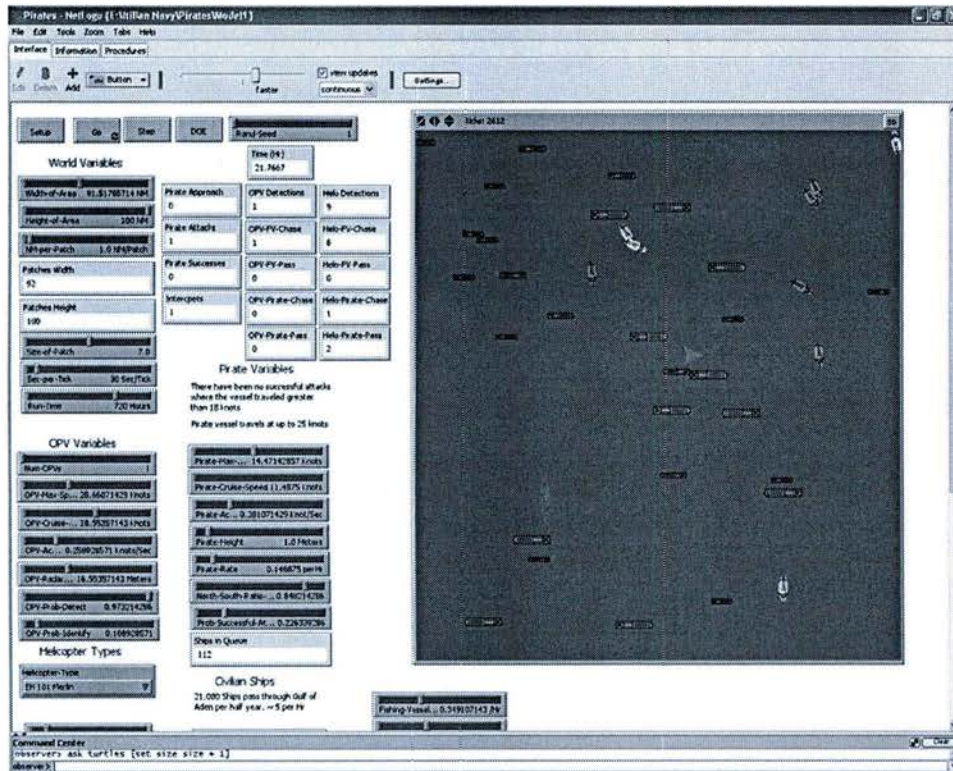 Pirates - NetLogo {E:\Italian Navy\PiratesModel1}
File Edit Tools Zoom Tabs Help
Interface Information Procedures
Edit Delete Add Button faster view updates continuous Settings...
Setup Go Step DOE Rand-Seed 1
ticks: 2612
3D
World Variables
Time (Hr)
21.7667
Width-of-Area 91.51785714 NM
Height-of-Area 100 NM
NM-per-Patch 1.0 NM/Patch
Patches Width
92
Patches Height
100
Size-of-Patch 7.0
Sec-per-Tick 30 Sec/Tick
Run-Time 720 Hours
Pirate Approach
0
Pirate Attacks
1
Pirate Successes
0
Intercepts
1
OPV Detections
1
OPV-FV-Chase
1
OPV-FV-Pass
0
OPV-Pirate-Chase
0
OPV-Pirate-Pass
0
Helo Detections
9
Helo-FV-Chase
6
Helo-FV-Pass
0
Helo-Pirate-Chase
1
Helo-Pirate-Pass
2
Pirate Variables
There have been no successful attacks
where the vessel traveled greater
than 18 knots
Pirate vessel travels at up to 25 knots
OPV Variables
Num-OPVs 1
OPV-Max-Sp... 28.66071429 Knots
OPV-Cruise-... 18.55357143 Knots
OPV-Ac... 0.258928571 Knots/Sec
OPV-Radar... 16.55357143 Meters
OPV-Prob-Detect 0.973214286
OPV-Prob-Identify 0.108928571
Pirate-Max-... 14.47142857 Knots
Pirate-Cruise-Speed 11.4875 Knots
Pirate-Ac... 0.281071429 Knot/Sec
Pirate-Height 1.0 Meters
Pirate-Rate 0.146875 per Hr
North-South-Ratio-... 0.848214286
Prob-Successful-At... 0.226339286
Ships in Queue
112
Helicopter Types
Helicopter-Type
EH 101 Merlin
Civilian Ships
21,000 Ships pass through Gulf of
Aden per half year. ~ 5 per Hr
Fishing-Vessel... 0.349107143 /Hr
Command Center
Clear
observer> ask turtles [set size size + 1]
observer>